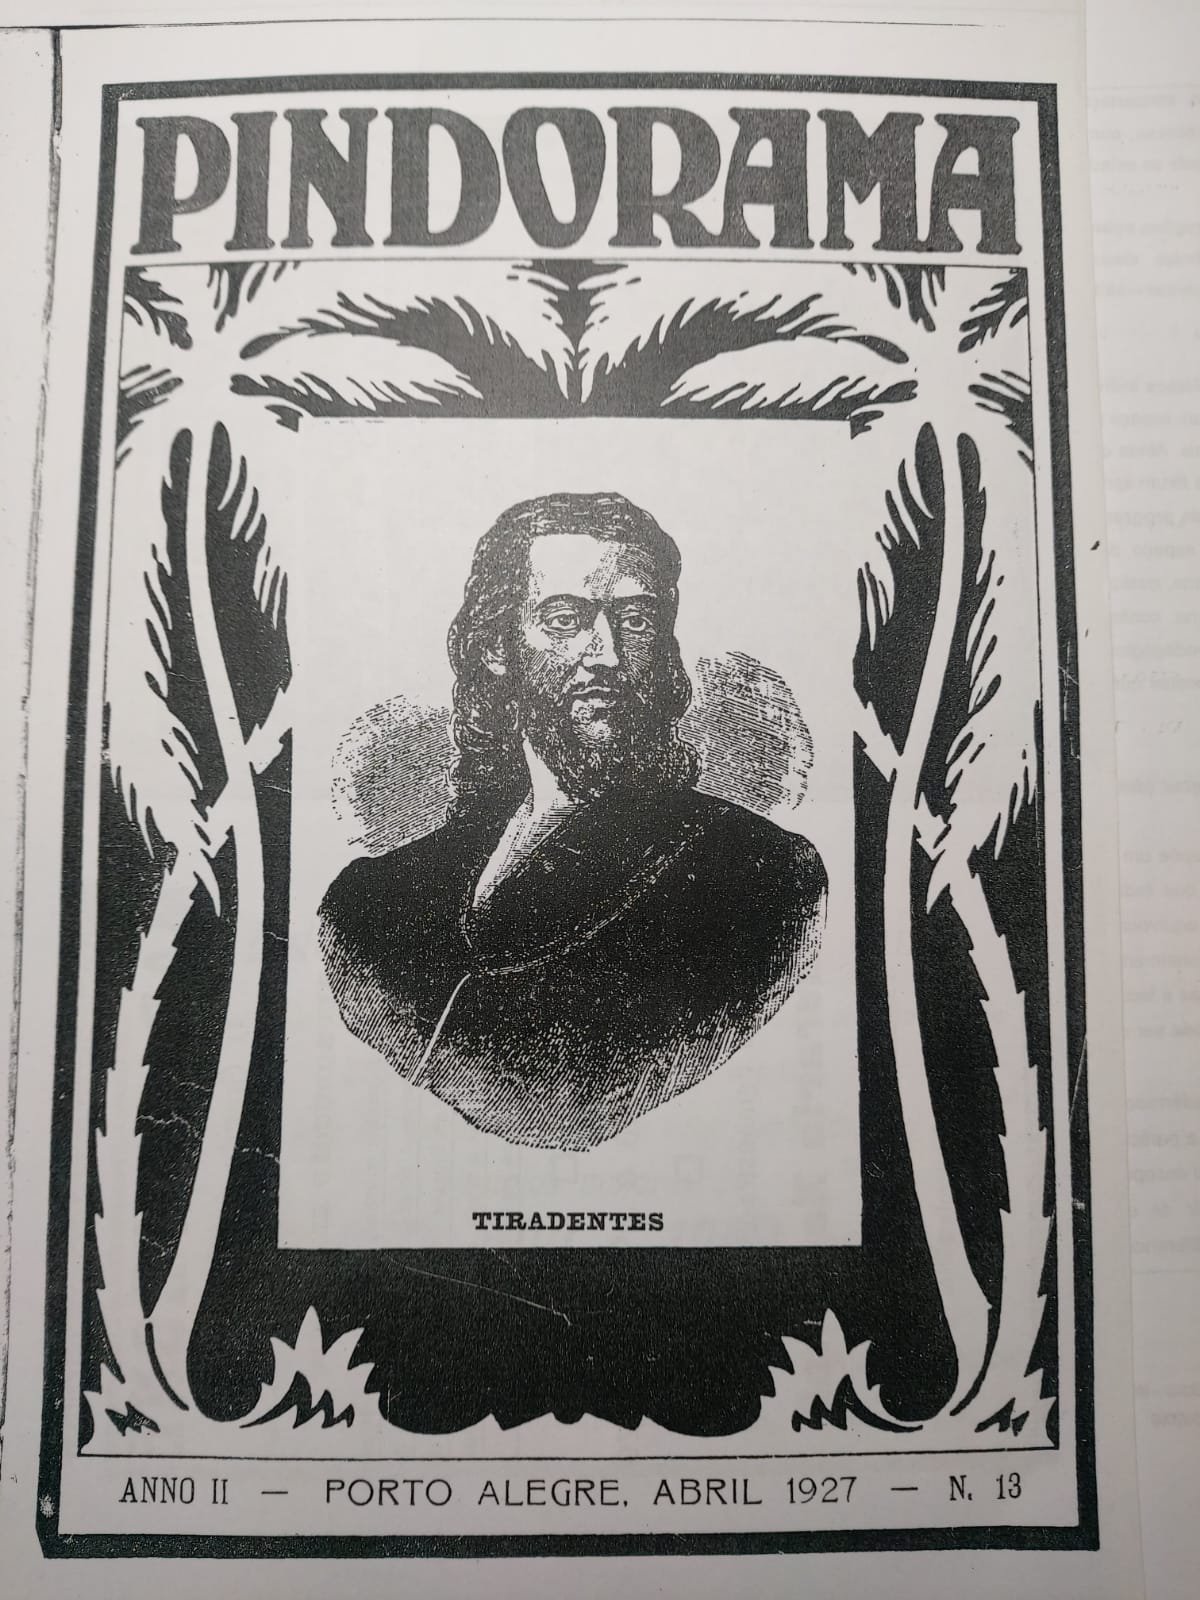 PINDORAMA
TIRADENTES
ANNO II — PORTO ALEGRE, ABRIL 1927 — N. 13